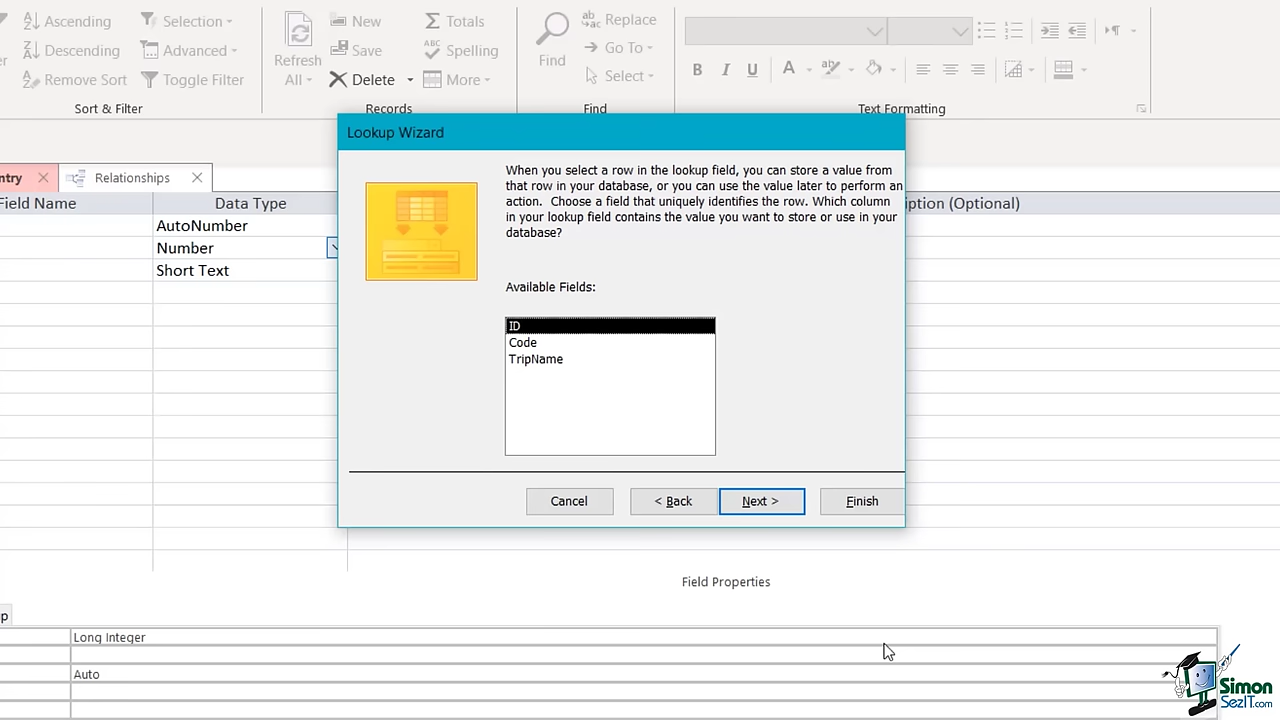 Ascending
Selection
New
Totals
Replace
Descending
Advanced
Refresh
All
Save
Spelling
Find
Go To
Remove Sort
Toggle Filter
Delete
More
Select
B I U A
Sort & Filter
Records
Find
Text Formatting
Lookup Wizard
ntry
Relationships
When you select a row in the lookup field, you can store a value from
that row in your database, or you can use the value later to perform an
action. Choose a field that uniquely identifies the row. Which column
in your lookup field contains the value you want to store or use in your
database?
Field Name
Data Type
iption (Optional)
AutoNumber
Number
Short Text
Available Fields:
ID
Code
TripName
Cancel
< Back
Next >
Finish
Field Properties
p
Long Integer
Auto
Simon
SezIT.com